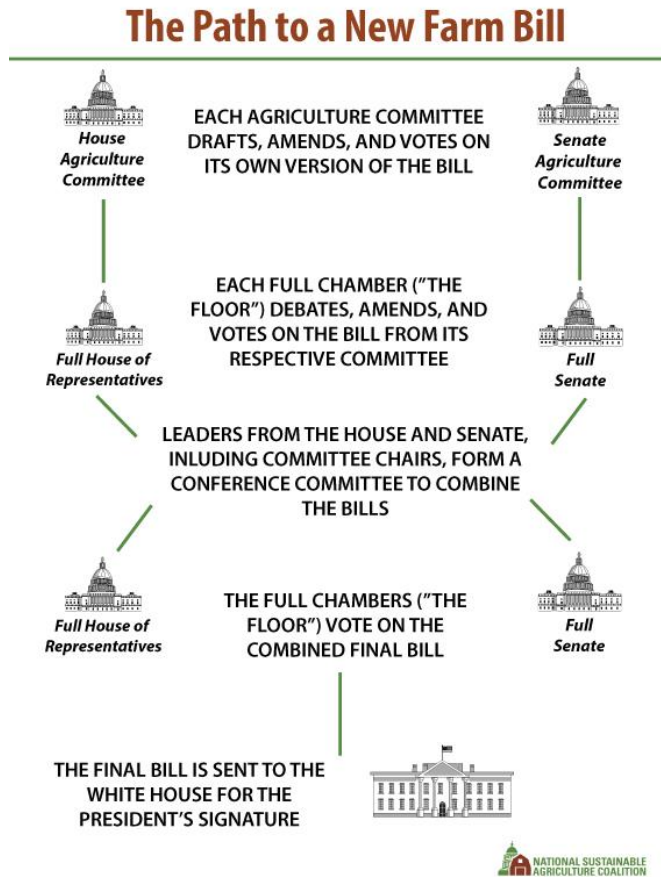 The Path to a New Farm Bill
House
Agriculture
Committee
EACH AGRICULTURE COMMITTEE
DRAFTS, AMENDS, AND VOTES ON
ITS OWN VERSION OF THE BILL
Senate
Agriculture
Committee
Full House of
Representatives
EACH FULL CHAMBER ("THE
FLOOR") DEBATES, AMENDS, AND
VOTES ON THE BILL FROM ITS
RESPECTIVE COMMITTEE
Full
Senate
LEADERS FROM THE HOUSE AND SENATE,
INLUDING COMMITTEE CHAIRS, FORM A
CONFERENCE COMMITTEE TO COMBINE
THE BILLS
Full House of
Representatives
THE FULL CHAMBERS ("THE
FLOOR") VOTE ON THE
COMBINED FINAL BILL
Full
Senate
THE FINAL BILL IS SENT TO THE
WHITE HOUSE FOR THE
PRESIDENT'S SIGNATURE
NATIONAL SUSTAINABLE
AGRICULTURE COALITION